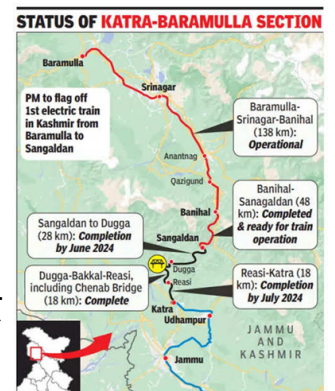 STATUS OF KATRA-BARAMULLA SECTION
Baramulla
Srinagar
PM to flag off
1st electric train
in Kashmir from
Baramulla to
Sangaldan
Baramulla-
Srinagar-Banihal
(138 km):
Operational
Anantnag
Qazigund
Banihal-
Sanagaldan (48
km): Completed
& ready for train
operation
Banihal
Sangaldan to Dugga
(28 km): Completion
by June 2024
Sangaldan
Dugga
Dugga-Bakkal-Reasi,
including Chenab Bridge
(18 km): Complete
Reasi
Reasi-Katra (18
km): Completion
by July 2024
Katra
Udhampur
JAMMU
AND
KASHMIR
Jammu